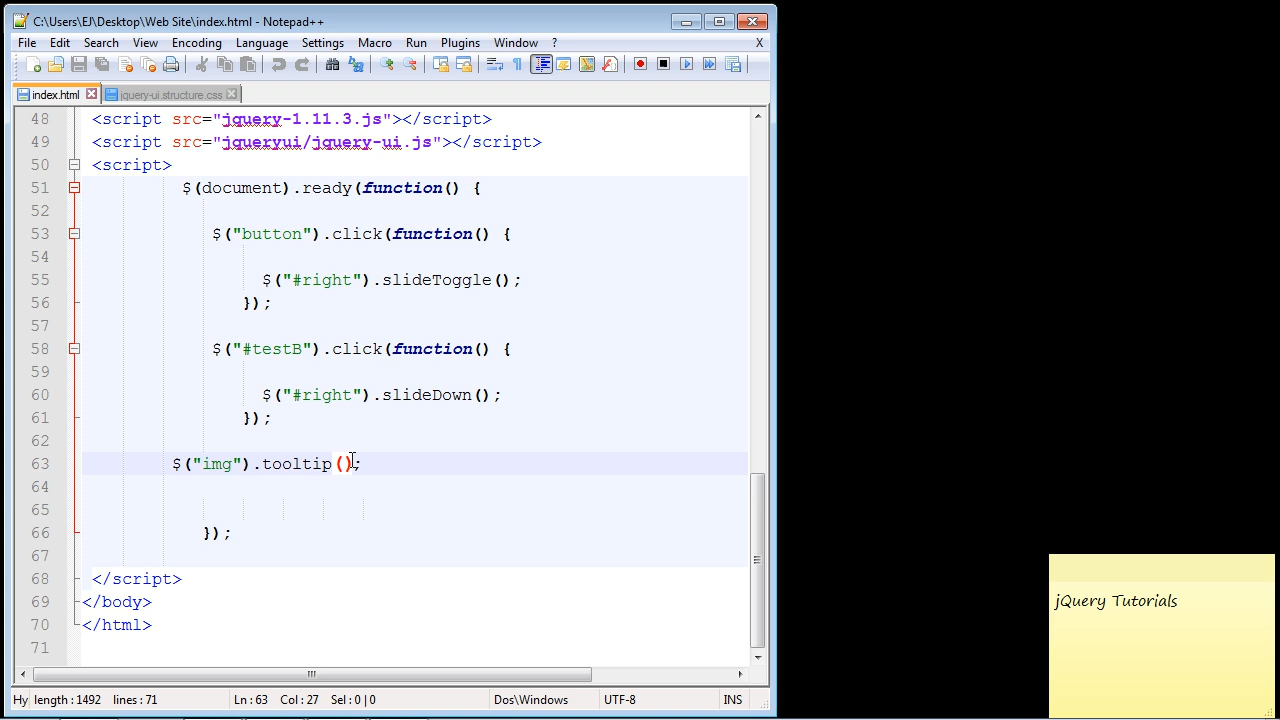 C:\Users\EJ\Desktop\Web Site\index.html - Notepad++
File Edit Search View Encoding Language Settings Macro Run Plugins Window ? X
index.html jquery-ui.structure.css
48 <script src="jquery-1.11.3.js"></script>
49 <script src="jqueryui/jquery-ui.js"></script>
50 <script>
51 $(document).ready(function() {
52
53 $("button").click(function() {
54
55 $("#right").slideToggle();
56 });
57
58 $("#testB").click(function() {
59
60 $("#right").slideDown();
61 });
62
63 $("img").tooltip();
64
65
66 });
67
68 </script>
69 </body>
70 </html>
71
Hy length : 1492 lines : 71 Ln : 63 Col : 27 Sel : 0 | 0 Dos\Windows UTF-8 INS
jQuery Tutorials